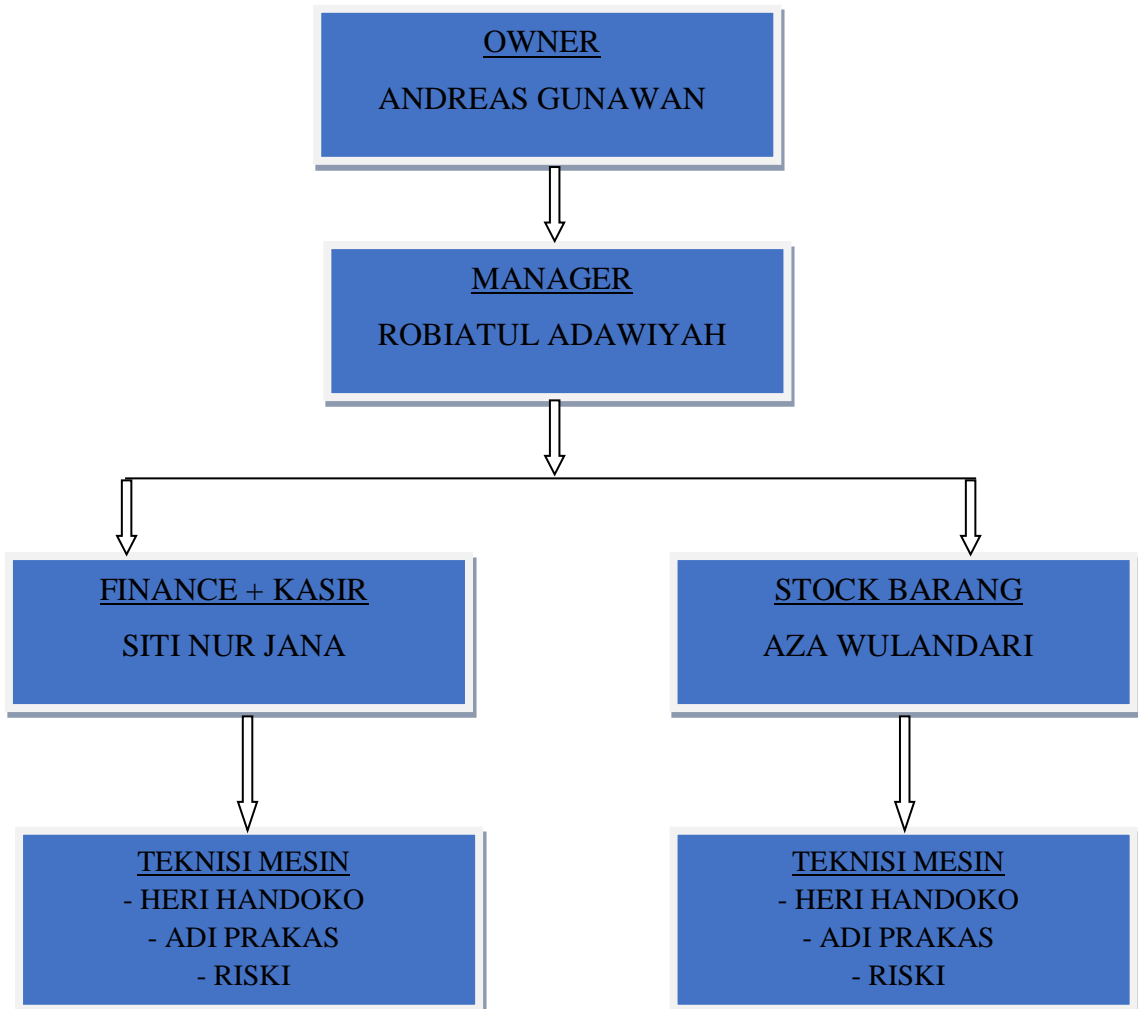 OWNER
ANDREAS GUNAWAN
MANAGER
ROBIATUL ADAWIYAH
FINANCE + KASIR
SITI NUR JANA
STOCK BARANG
AZA WULANDARI
TEKNISI MESIN
- HERI HANDOKO
- ADI PRAKAS
- RISKI
TEKNISI MESIN
- HERI HANDOKO
- ADI PRAKAS
- RISKI